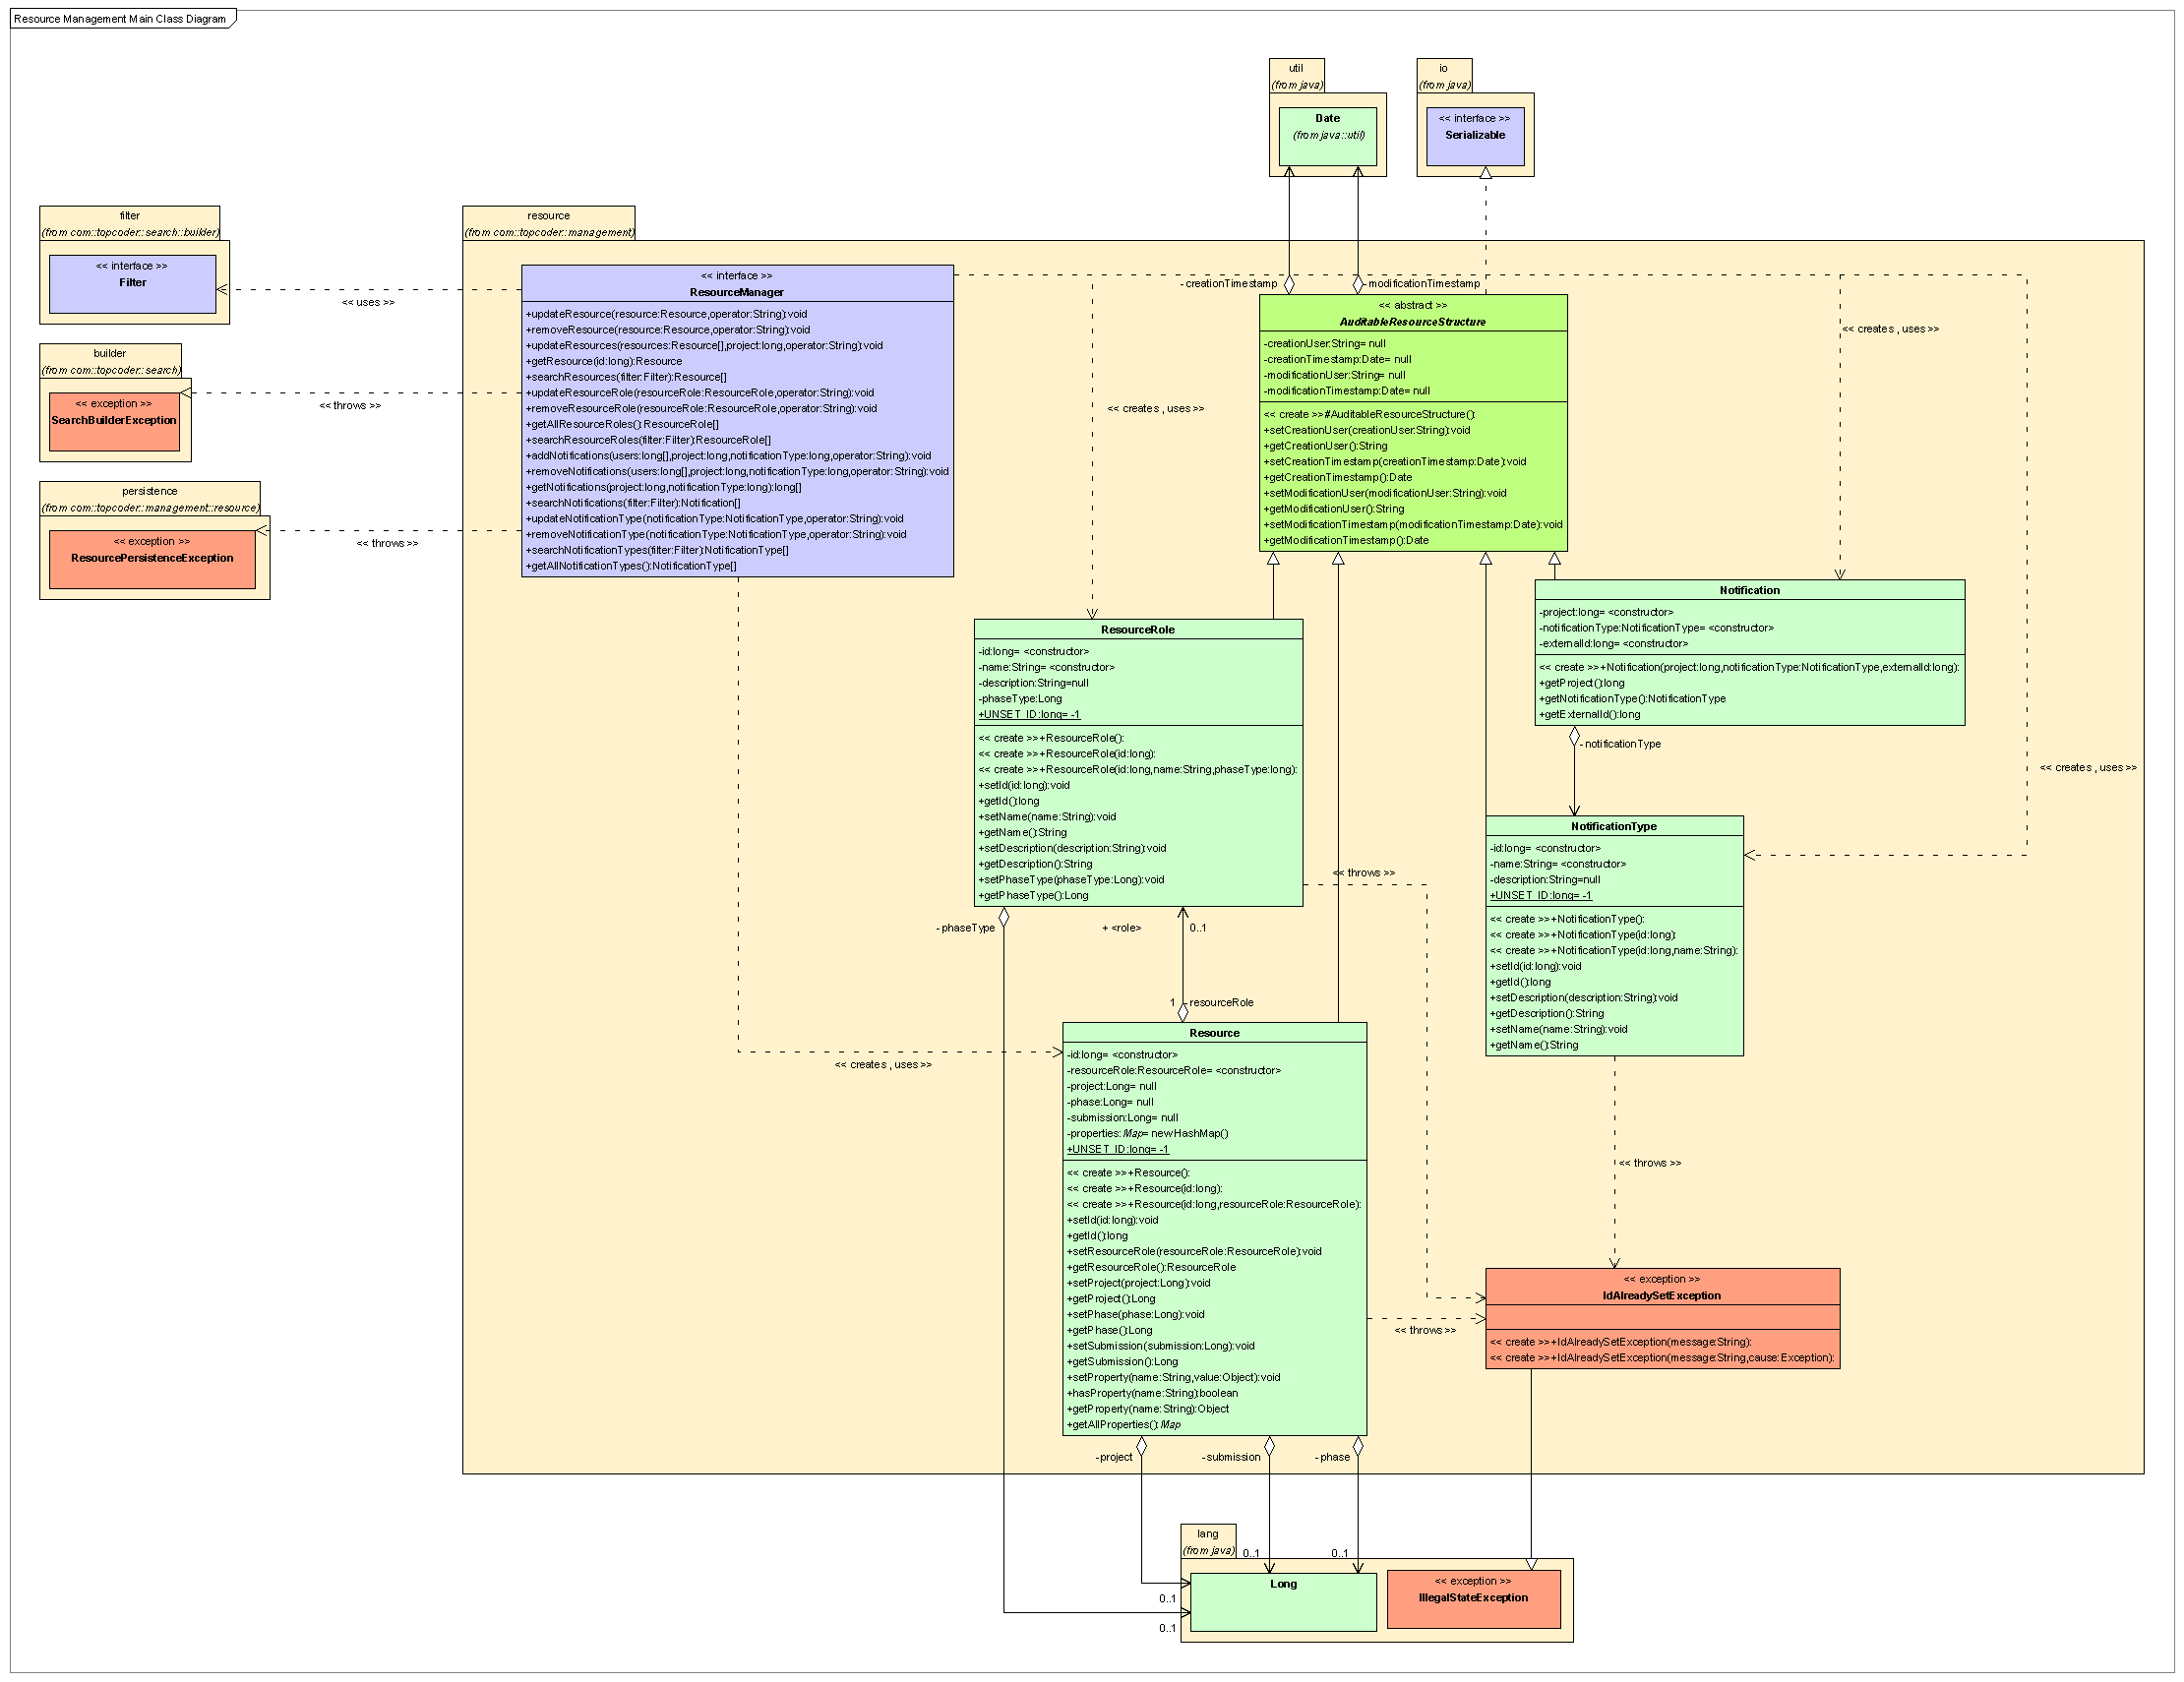 Resource Management Main Class Diagram
util
(from java)
Date
(from java::util)
io
(from java)
<< interface >>
Serializable
filter
(from com::topcoder::search::builder)
<< interface >>
Filter
<< uses >>
builder
(from com::topcoder::search)
<< exception >>
SearchBuilderException
<< throws >>
persistence
(from com::topcoder::management::resource)
<< exception >>
ResourcePersistenceException
<< throws >>
resource
(from com::topcoder::management)
<< interface >>
ResourceManager
+updateResource(resource:Resource,operator:String):void
+removeResource(resource:Resource,operator:String):void
+updateResources(resources:Resource[],project:long,operator:String):void
+getResource(id:long):Resource
+searchResources(filter:Filter):Resource[]
+updateResourceRole(resourceRole:ResourceRole,operator:String):void
+removeResourceRole(resourceRole:ResourceRole,operator:String):void
+getAllResourceRoles():ResourceRole[]
+searchResourceRoles(filter:Filter):ResourceRole[]
+addNotifications(users:long[],project:long,notificationType:long,operator:String):void
+removeNotifications(users:long[],project:long,notificationType:long,operator:String):void
+getNotifications(project:long,notificationType:long):long[]
+searchNotifications(filter:Filter):Notification[]
+updateNotificationType(notificationType:NotificationType,operator:String):void
+removeNotificationType(notificationType:NotificationType,operator:String):void
+searchNotificationTypes(filter:Filter):NotificationType[]
+getAllNotificationTypes():NotificationType[]
-creationTimestamp
-modificationTimestamp
<< abstract >>
AuditableResourceStructure
-creationUser:String= null
-creationTimestamp:Date= null
-modificationUser:String= null
-modificationTimestamp:Date= null
<< create >>#AuditableResourceStructure():
+setCreationUser(creationUser:String):void
+getCreationUser():String
+setCreationTimestamp(creationTimestamp:Date):void
+getCreationTimestamp():Date
+setModificationUser(modificationUser:String):void
+getModificationUser():String
+setModificationTimestamp(modificationTimestamp:Date):void
+getModificationTimestamp():Date
<< creates , uses >>
<< creates , uses >>
Notification
-project:long= <constructor>
-notificationType:NotificationType= <constructor>
-externalId:long= <constructor>
<< create >>+Notification(project:long,notificationType:NotificationType,externalId:long):
+getProject():long
+getNotificationType():NotificationType
+getExternalId():long
-notificationType
<< creates , uses >>
ResourceRole
-id:long= <constructor>
-name:String= <constructor>
-description:String=null
-phaseType:Long
+UNSET_ID:long= -1
<< create >>+ResourceRole():
<< create >>+ResourceRole(id:long):
<< create >>+ResourceRole(id:long,name:String,phaseType:long):
+setId(id:long):void
+getId():long
+setName(name:String):void
+getName():String
+setDescription(description:String):void
+getDescription():String
+setPhaseType(phaseType:Long):void
+getPhaseType():Long
<< throws >>
NotificationType
-id:long= <constructor>
-name:String= <constructor>
-description:String=null
+UNSET_ID:long= -1
<< create >>+NotificationType():
<< create >>+NotificationType(id:long):
<< create >>+NotificationType(id:long,name:String):
+setId(id:long):void
+getId():long
+setDescription(description:String):void
+getDescription():String
+setName(name:String):void
+getName():String
-phaseType
+ <role>
0..1
1
-resourceRole
<< creates , uses >>
Resource
-id:long= <constructor>
-resourceRole:ResourceRole= <constructor>
-project:Long= null
-phase:Long= null
-submission:Long= null
-properties:Map= newHashMap()
+UNSET_ID:long= -1
<< create >>+Resource():
<< create >>+Resource(id:long):
<< create >>+Resource(id:long,resourceRole:ResourceRole):
+setId(id:long):void
+getId():long
+setResourceRole(resourceRole:ResourceRole):void
+getResourceRole():ResourceRole
+setProject(project:Long):void
+getProject():Long
+setPhase(phase:Long):void
+getPhase():Long
+setSubmission(submission:Long):void
+getSubmission():Long
+setProperty(name:String,value:Object):void
+hasProperty(name:String):boolean
+getProperty(name:String):Object
+getAllProperties():Map
<< throws >>
<< throws >>
<< exception >>
IdAlreadySetException
<< create >>+IdAlreadySetException(message:String):
<< create >>+IdAlreadySetException(message:String,cause:Exception):
-project
-submission
-phase
lang
(from java)
0..1
0..1
0..1
0..1
Long
<< exception >>
IllegalStateException